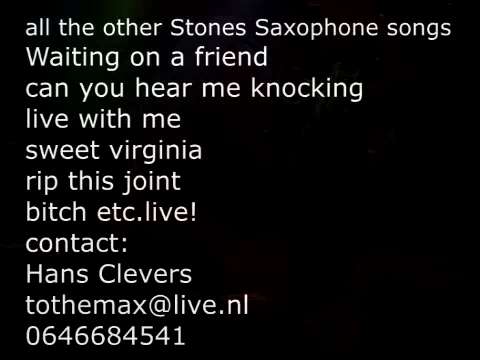 all the other Stones Saxophone songs
Waiting on a friend
can you hear me knocking
live with me
sweet virginia
rip this joint
bitch etc.live!
contact:
Hans Clevers
tothemax@live.nl
0646684541